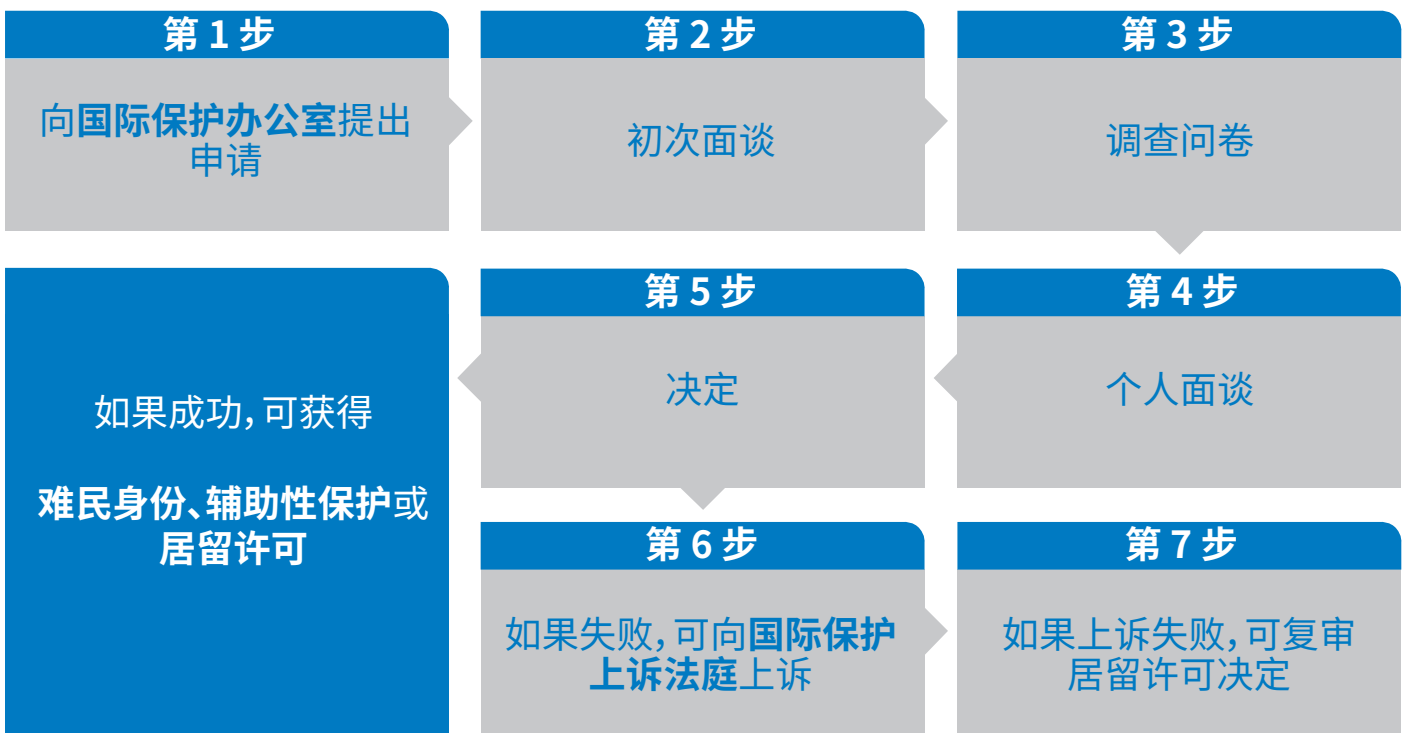 第 1 步
向国际保护办公室提出
申请
第 2 步
初次面谈
第 3 步
调查问卷
第 4 步
个人面谈
第 5 步
决定
如果成功，可获得
难民身份、辅助性保护或
居留许可
第 6 步
如果失败，可向国际保护
上诉法庭上诉
第 7 步
如果上诉失败，可复审
居留许可决定